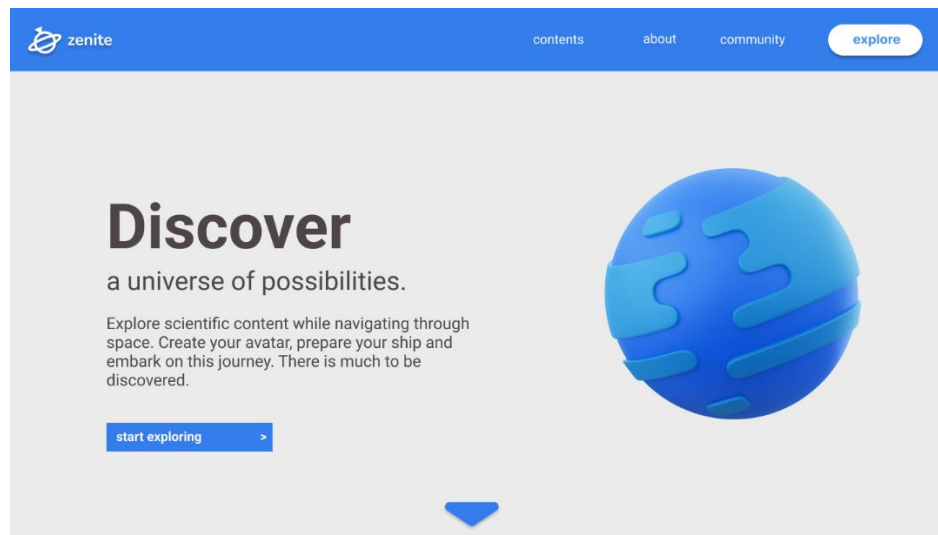 zenite
contents
about
community
explore
Discover
a universe of possibilities.
Explore scientific content while navigating through
space. Create your avatar, prepare your ship and
embark on this journey. There is much to be
discovered.
start exploring >